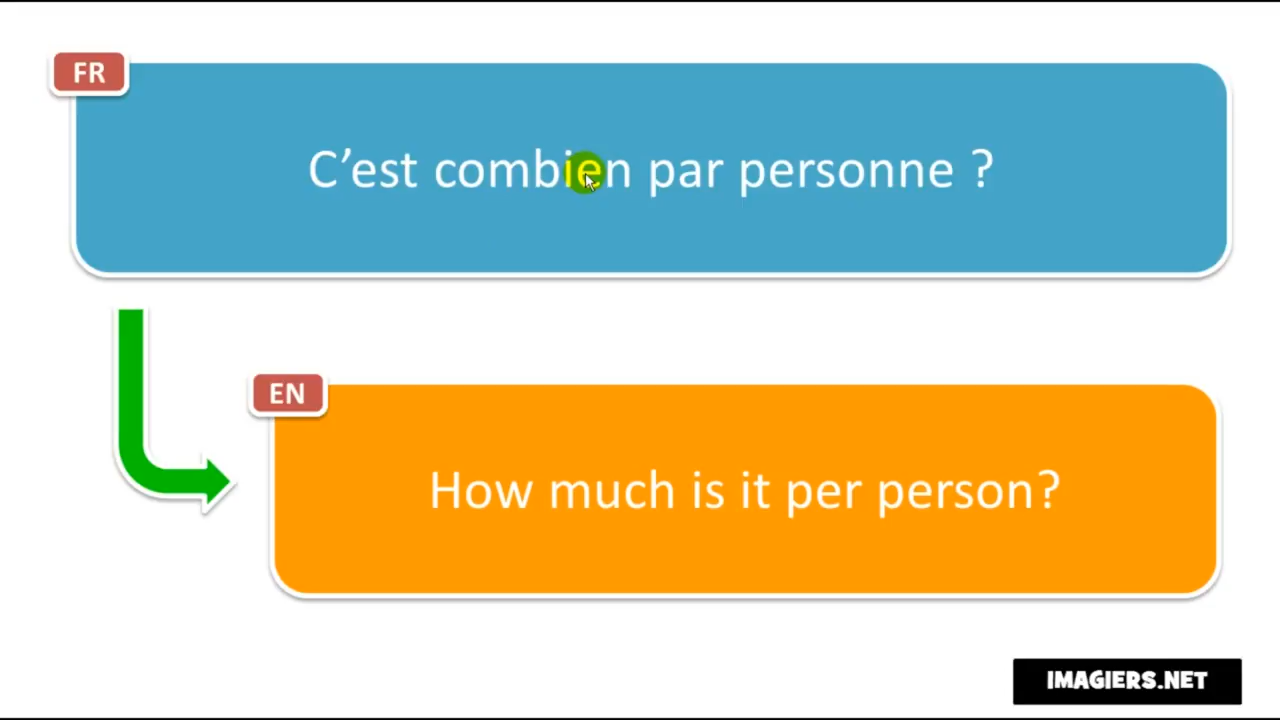 FR
C’est combien par personne ?
EN
How much is it per person?
IMAGIERS.NET